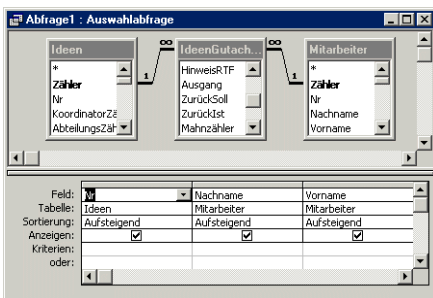 Abfrage1 : Auswahlabfrage
Ideen
*
Zähler
Nr
KoordinatorZä
AbteilungsZäh
1
∞
IdeenGutach...
HinweisRTF
Ausgang
ZurückSoll
ZurückIst
Mahnzähler
∞
1
Mitarbeiter
*
Zähler
Nr
Nachname
Vorname
Feld: Nr Nachname Vorname
Tabelle: Ideen Mitarbeiter Mitarbeiter
Sortierung: Aufsteigend Aufsteigend Aufsteigend
Anzeigen:
Kriterien:
oder: